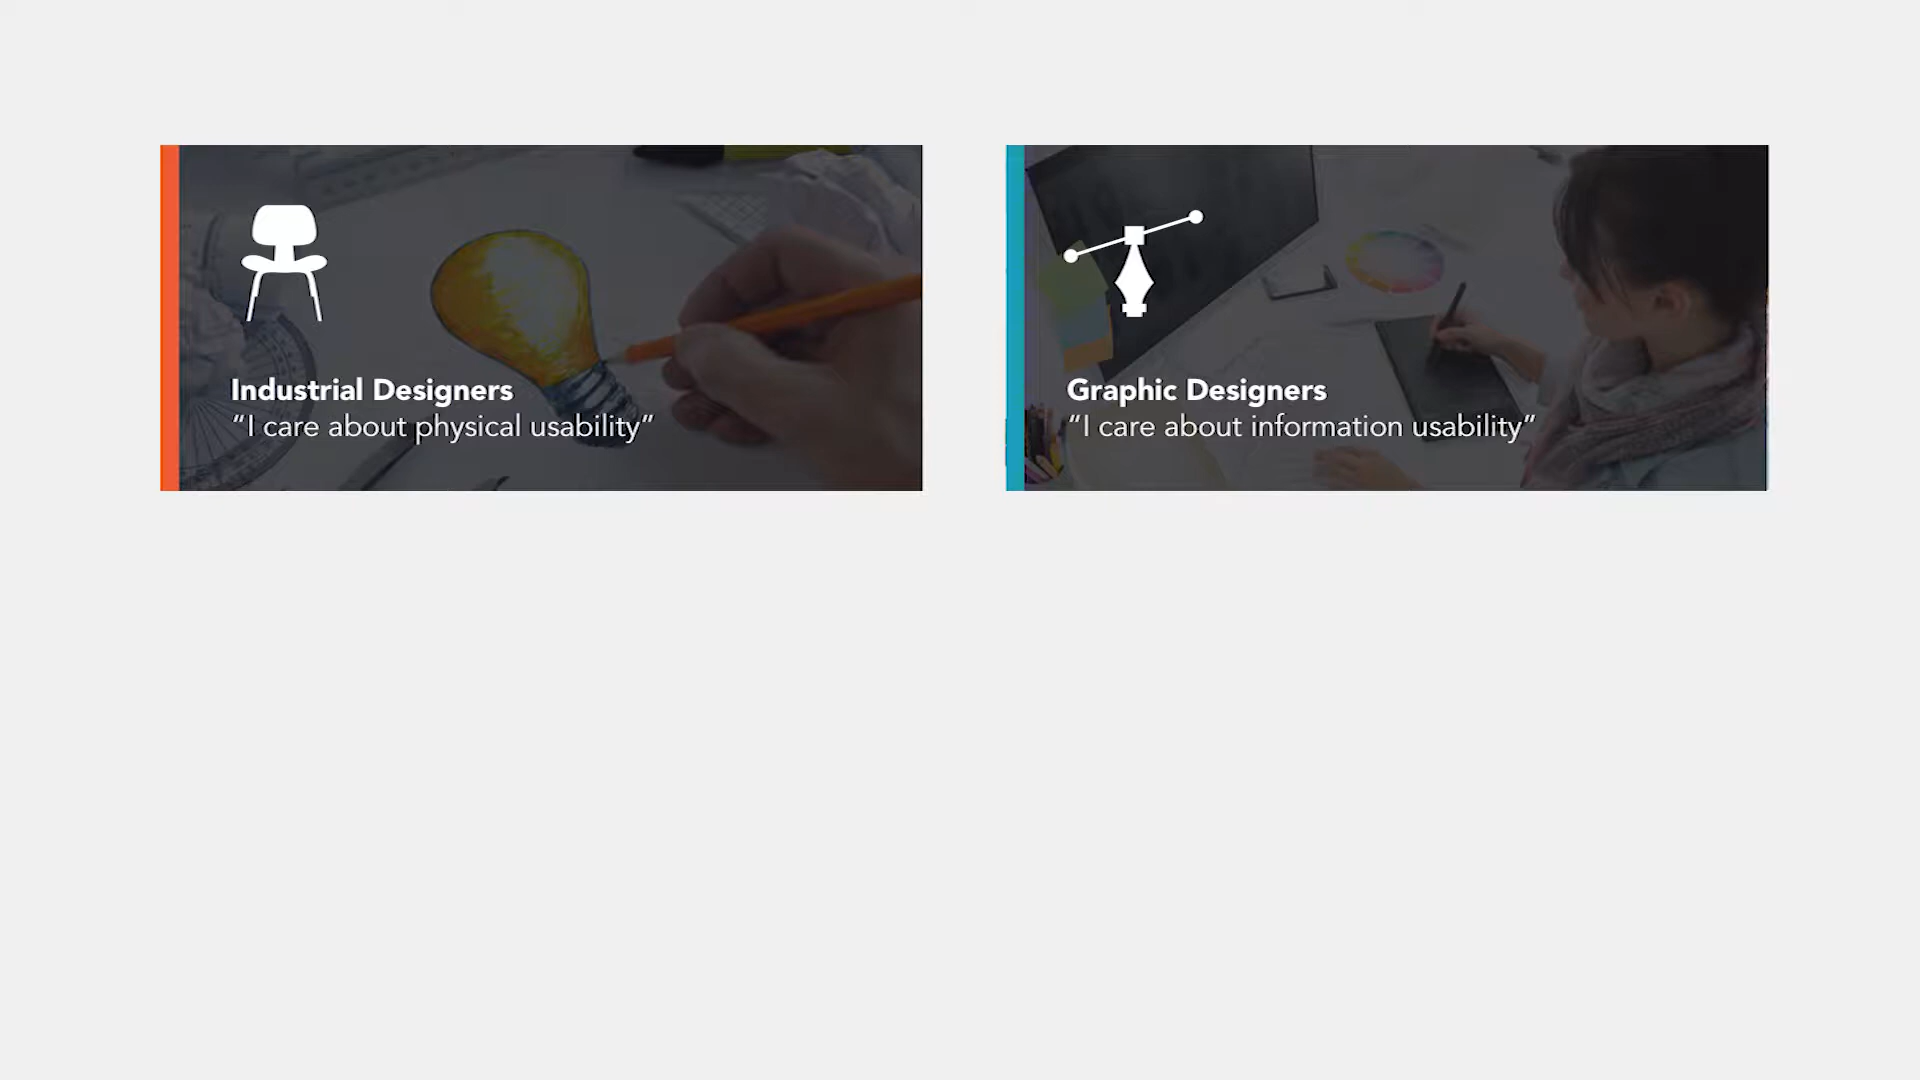 Industrial Designers
“I care about physical usability”
Graphic Designers
“I care about information usability”